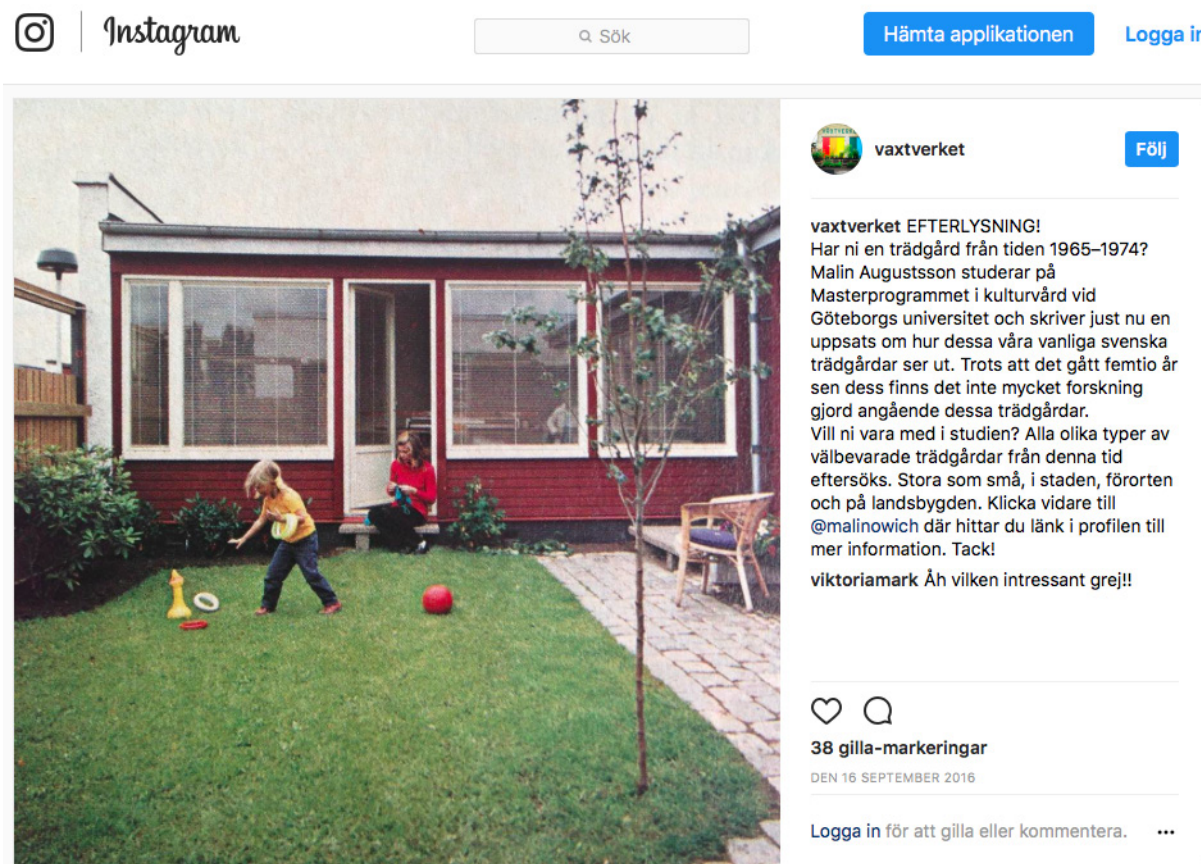 Instagram
Sök
Hämta applikationen
Logga in
vaxtverket
Följ
vaxtverket EFTERLYSNING!
Har ni en trädgård från tiden 1965–1974?
Malin Augustsson studerar på
Masterprogrammet i kulturvård vid
Göteborgs universitet och skriver just nu en
uppsats om hur dessa våra vanliga svenska
trädgårdar ser ut. Trots att det gått femtio år
sen dess finns det inte mycket forskning
gjord angående dessa trädgårdar.
Vill ni vara med i studien? Alla olika typer av
välbevarade trädgårdar från denna tid
eftersöks. Stora som små, i staden, förorten
och på landsbygden. Klicka vidare till
@malinowich där hittar du länk i profilen till
mer information. Tack!
viktoriamark Åh vilken intressant grej!!
38 gilla-markeringar
DEN 16 SEPTEMBER 2016
Logga in för att gilla eller kommentera.